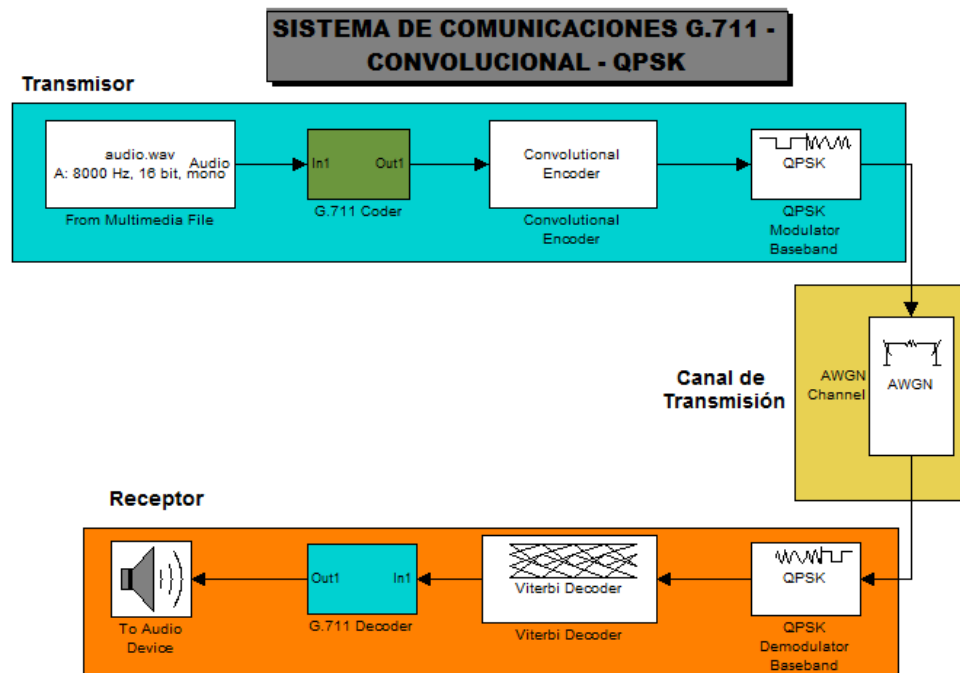 SISTEMA DE COMUNICACIONES G.711 -
CONVOLUCIONAL - QPSK
Transmisor
audio.wav
A: 8000 Hz, 16 bit, mono
Audio
From Multimedia File
In1
Out1
G.711 Coder
Convolutional
Encoder
Convolutional
Encoder
QPSK
QPSK
Modulator
Baseband
Canal de
Transmisión
AWGN
Channel
AWGN
Receptor
To Audio
Device
Out1
In1
G.711 Decoder
Viterbi Decoder
Viterbi Decoder
QPSK
QPSK
Demodulator
Baseband